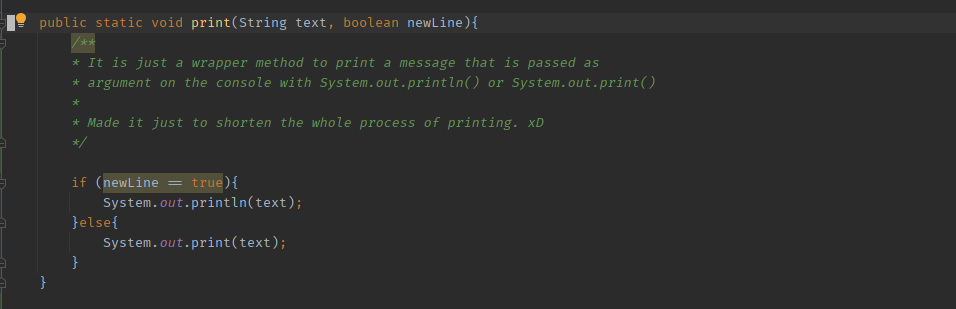 public static void print(String text, boolean newLine){
/**
* It is just a wrapper method to print a message that is passed as
* argument on the console with System.out.println() or System.out.print()
*
* Made it just to shorten the whole process of printing. xD
*/
if (newLine == true){
System.out.println(text);
}else{
System.out.print(text);
}
}